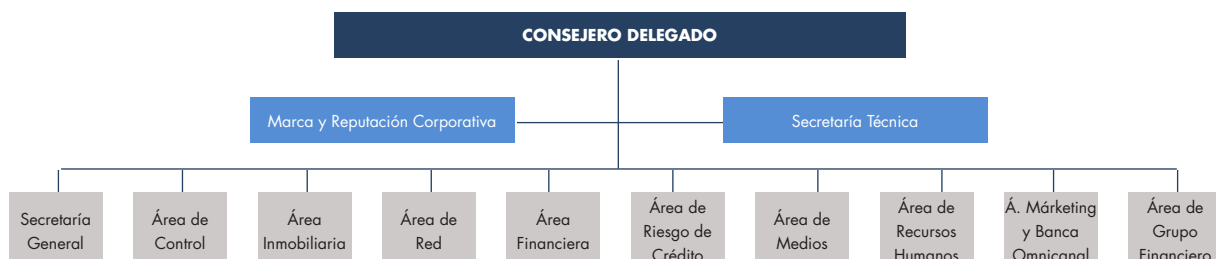 CONSEJERO DELEGADO
Marca y Reputación Corporativa
Secretaría Técnica
Secretaría
General
Área de
Control
Área
Inmobiliaria
Área de
Red
Área
Financiera
Área de
Riesgo de
Crédito
Área de
Medios
Área de
Recursos
Humanos
Á. Márketing
y Banca
Omnicanal
Área de
Grupo
Financiero